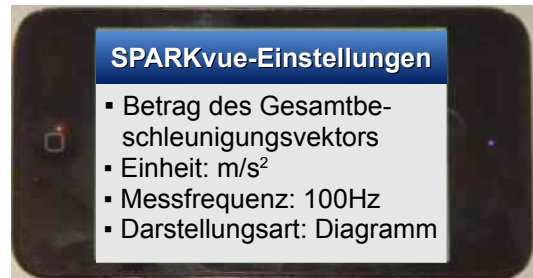 SPARKvue-Einstellungen
▪ Betrag des Gesamtbe-
schleunigungsvektors
▪ Einheit: m/s²
▪ Messfrequenz: 100Hz
▪ Darstellungsart: Diagramm